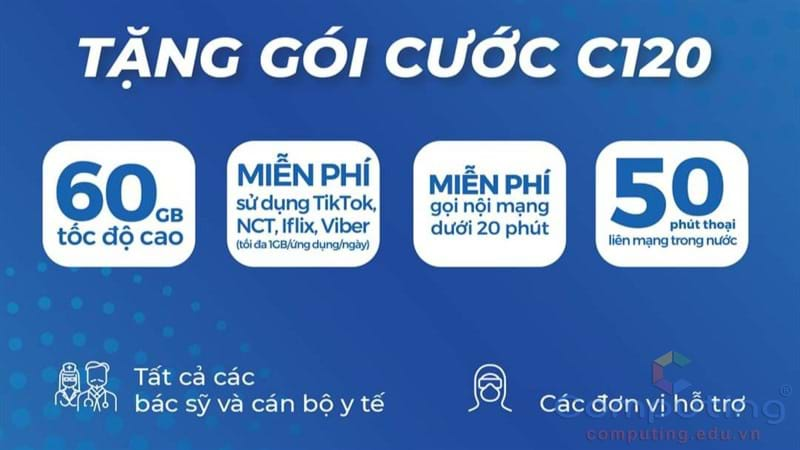 TẶNG GÓI CƯỚC C120
60GB
tốc độ cao
MIỄN PHÍ
sử dụng TikTok,
NCT, Iflix, Viber
(tối đa 1GB/ứng dụng/ngày)
MIỄN PHÍ
gọi nội mạng
dưới 20 phút
50
phút thoại
liên mạng trong nước
Tất cả các
bác sỹ và cán bộ y tế
Các đơn vị hỗ trợ
Computing®
computing.edu.vn